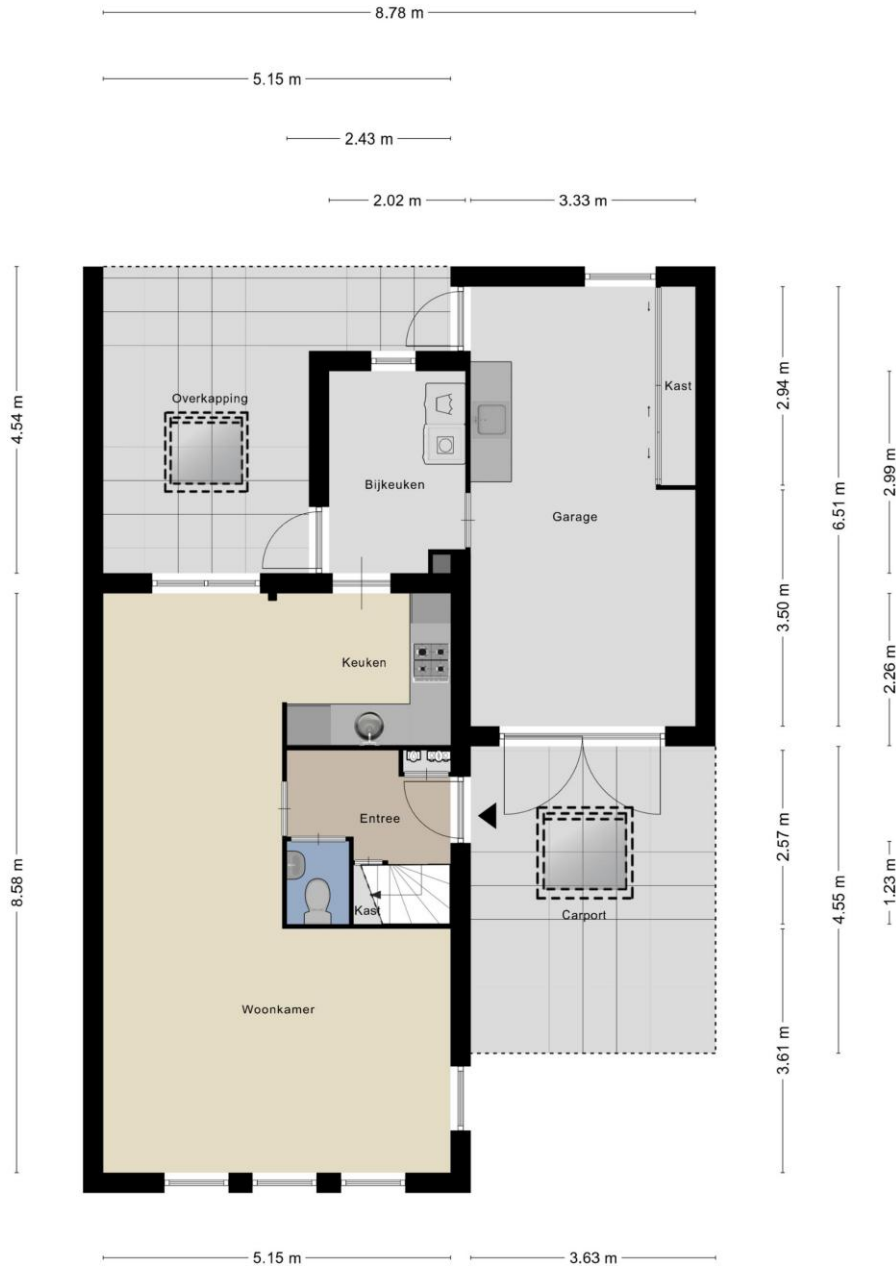 8.78 m
5.15 m
2.43 m
2.02 m
3.33 m
4.54 m
8.58 m
Overkapping
Bijkeuken
Kast
Garage
Keuken
Entree
Kast
Carport
Woonkamer
2.94 m
3.50 m
2.57 m
3.61 m
6.51 m
4.55 m
2.99 m
2.26 m
1.23 m
5.15 m
3.63 m